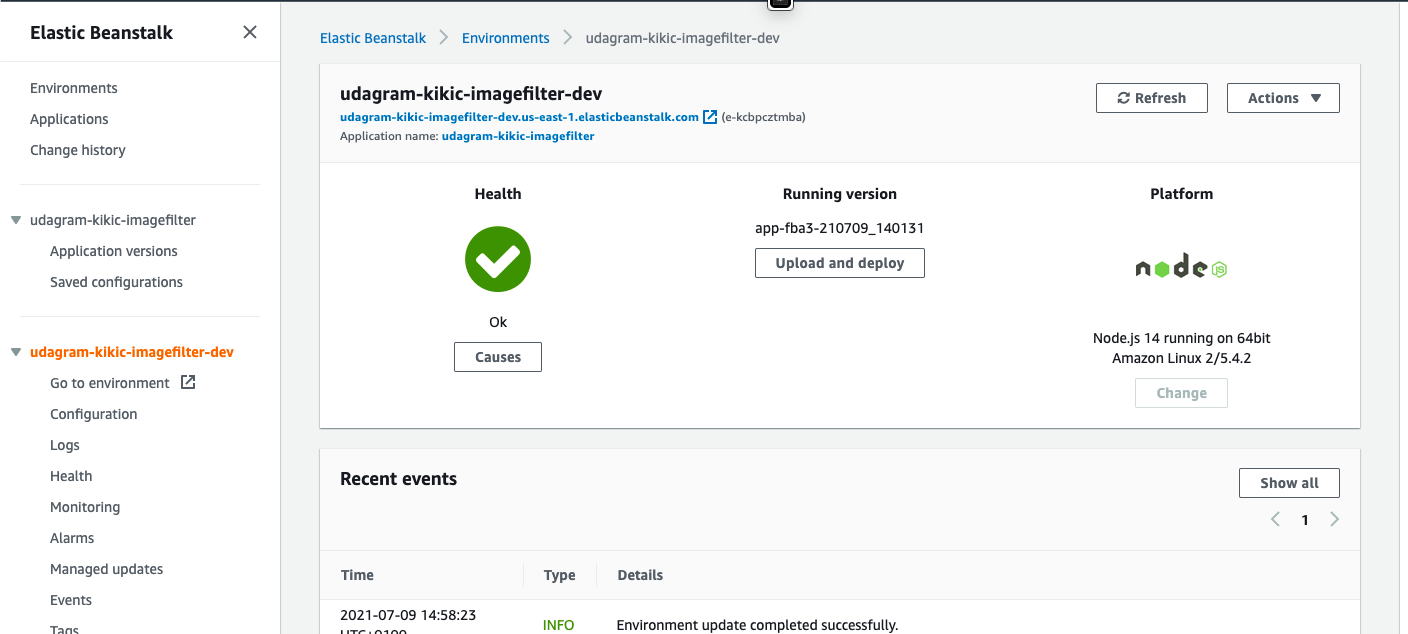 Elastic Beanstalk
Environments
Applications
Change history
udagram-kikic-imagefilter
Application versions
Saved configurations
udagram-kikic-imagefilter-dev
Go to environment
Configuration
Logs
Health
Monitoring
Alarms
Managed updates
Events
Tags
Elastic Beanstalk > Environments > udagram-kikic-imagefilter-dev
udagram-kikic-imagefilter-dev
udagram-kikic-imagefilter-dev.us-east-1.elasticbeanstalk.com (e-kcbpcztmba)
Application name: udagram-kikic-imagefilter
Refresh
Actions
Health
Ok
Causes
Running version
app-fba3-210709_140131
Upload and deploy
Platform
node JS
Node.js 14 running on 64bit
Amazon Linux 2/5.4.2
Change
Recent events
Show all
1
Time Type Details
2021-07-09 14:58:23
UTC+0100
INFO
Environment update completed successfully.